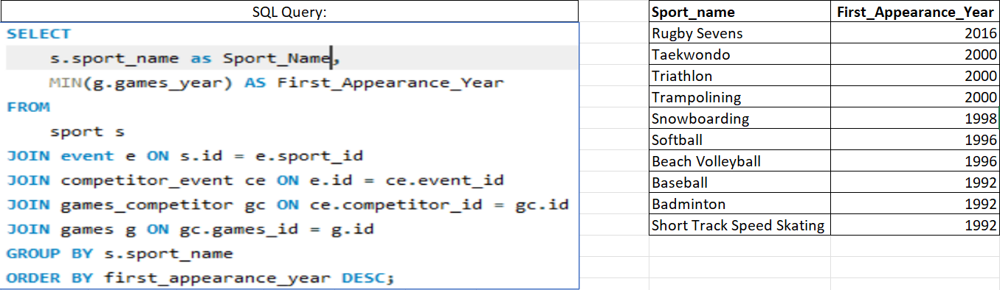 SQL Query:
SELECT
s.sport_name as Sport_Name,
MIN(g.games_year) AS First_Appearance_Year
FROM
sport s
JOIN event e ON s.id = e.sport_id
JOIN competitor_event ce ON e.id = ce.event_id
JOIN games_competitor gc ON ce.competitor_id = gc.id
JOIN games g ON gc.games_id = g.id
GROUP BY s.sport_name
ORDER BY first_appearance_year DESC;
Sport_name First_Appearance_Year
Rugby Sevens 2016
Taekwondo 2000
Triathlon 2000
Trampolining 2000
Snowboarding 1998
Softball 1996
Beach Volleyball 1996
Baseball 1992
Badminton 1992
Short Track Speed Skating 1992